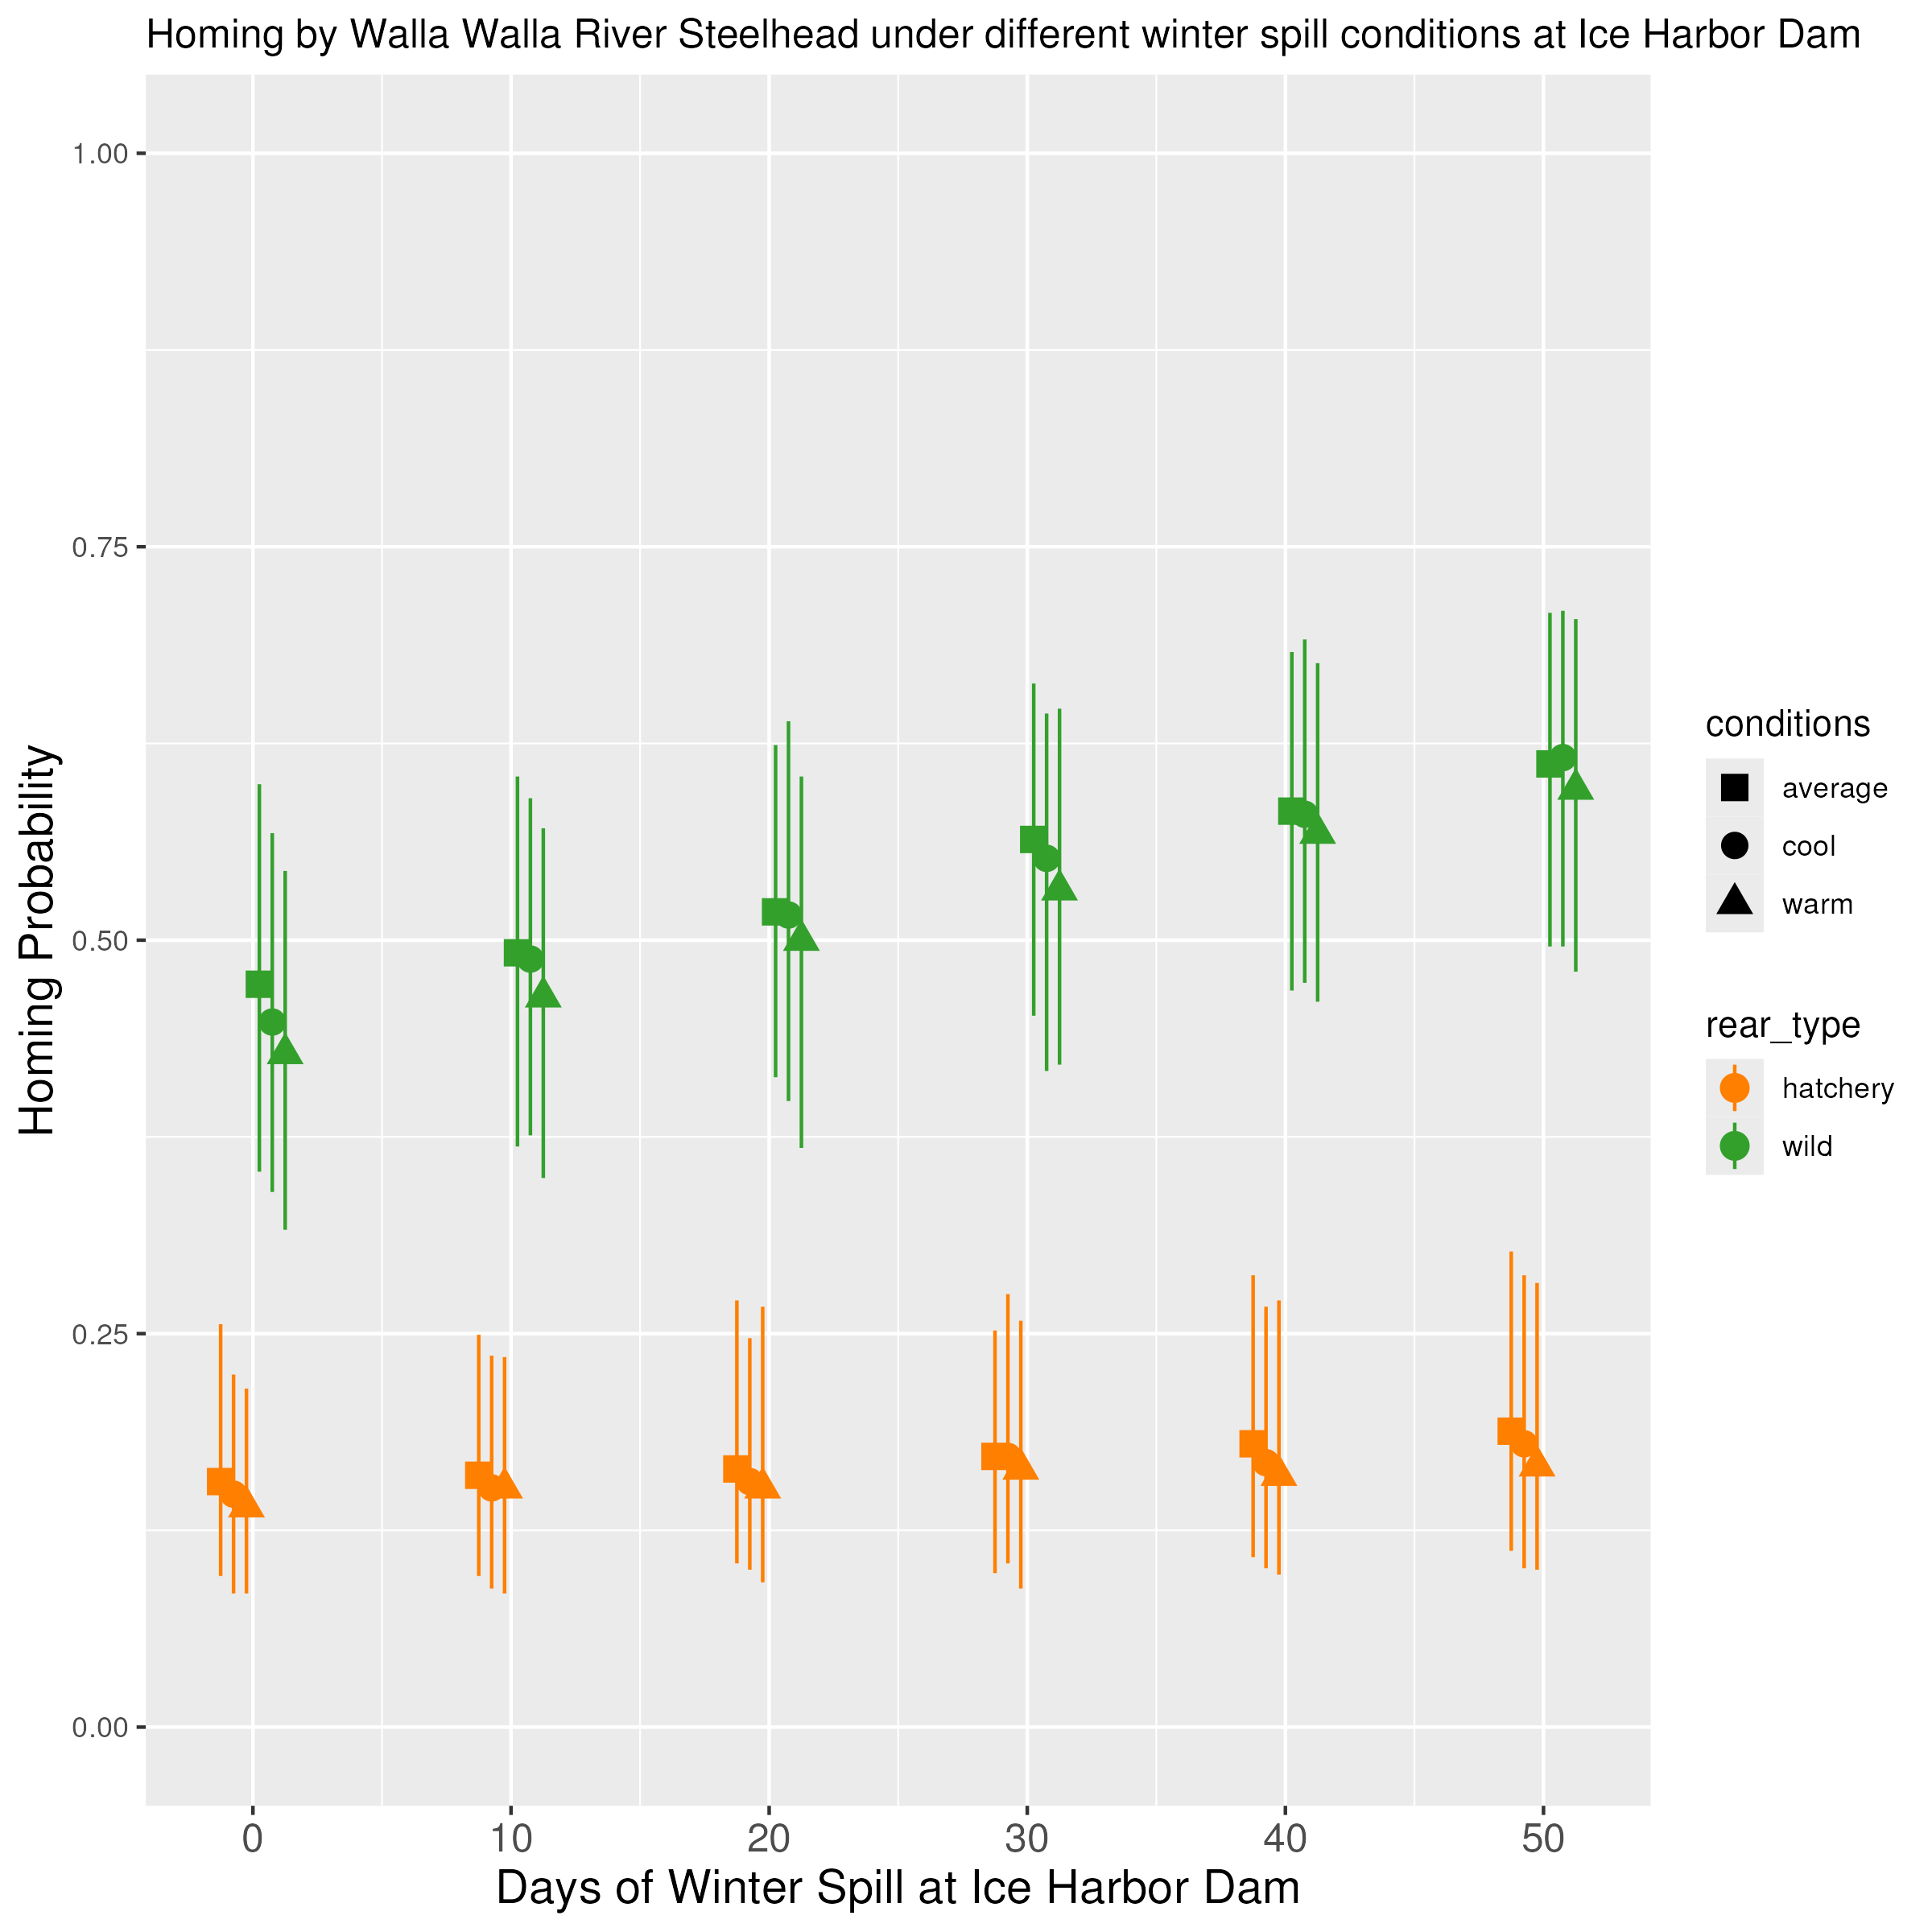 Homing by Walla Walla River Steelhead under different winter spill conditions at Ice Harbor Dam
Homing Probability
1.00
0.75
0.50
0.25
0.00
0 10 20 30 40 50
Days of Winter Spill at Ice Harbor Dam
conditions
average
cool
warm
rear_type
hatchery
wild